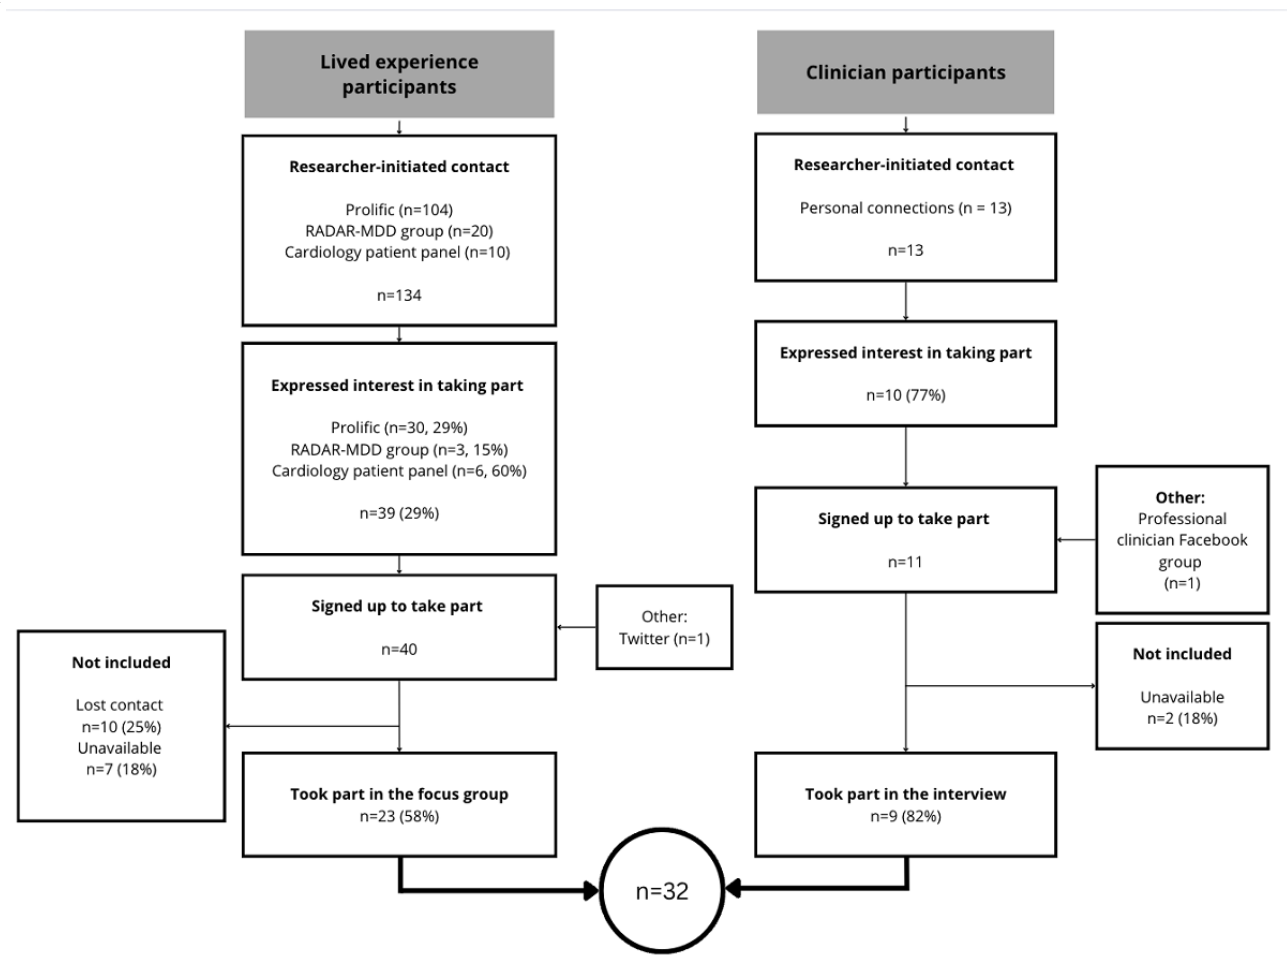 Lived experience
participants
Researcher-initiated contact
Prolific (n=104)
RADAR-MDD group (n=20)
Cardiology patient panel (n=10)
n=134
Expressed interest in taking part
Prolific (n=30, 29%)
RADAR-MDD group (n=3, 15%)
Cardiology patient panel (n=6, 60%)
n=39 (29%)
Signed up to take part
n=40
Other:
Twitter (n=1)
Not included
Lost contact
n=10 (25%)
Unavailable
n=7 (18%)
Took part in the focus group
n=23 (58%)
Clinician participants
Researcher-initiated contact
Personal connections (n = 13)
n=13
Expressed interest in taking part
n=10 (77%)
Signed up to take part
n=11
Other:
Professional
clinician Facebook
group
(n=1)
Not included
Unavailable
n=2 (18%)
Took part in the interview
n=9 (82%)
n=32